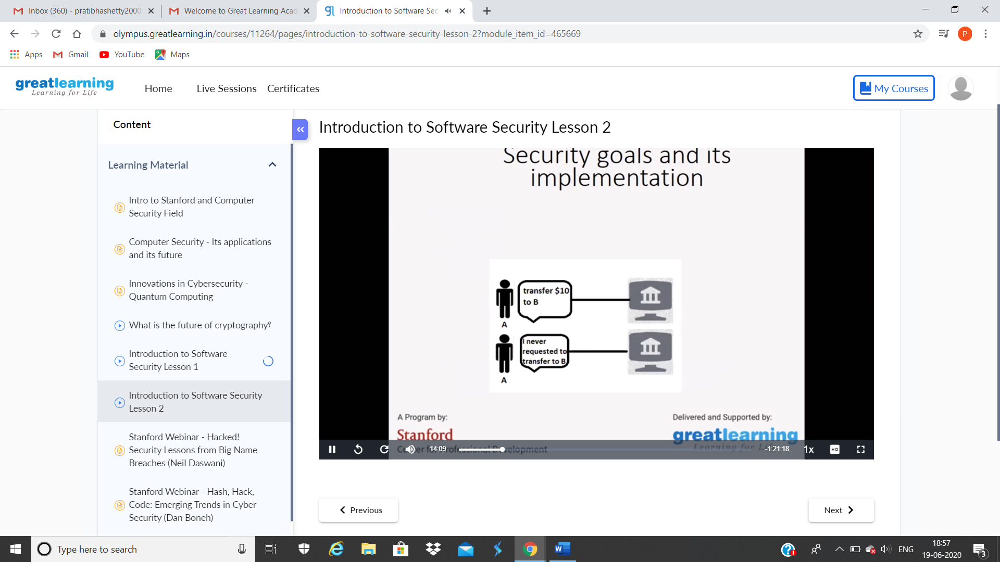 Inbox (360) - pratibhashetty2000
Welcome to Great Learning Acad
Introduction to Software Sec
olympus.greatlearning.in/courses/11264/pages/introduction-to-software-security-lesson-2?module_item_id=465669
P
Apps
Gmail
YouTube
Maps
greatlearning
Learning for Life
Home
Live Sessions
Certificates
My Courses
Content
Learning Material
Intro to Stanford and Computer
Security Field
Computer Security - Its applications
and its future
Innovations in Cybersecurity -
Quantum Computing
What is the future of cryptography?
Introduction to Software
Security Lesson 1
Introduction to Software Security
Lesson 2
Stanford Webinar - Hacked!
Security Lessons from Big Name
Breaches (Neil Daswani)
Stanford Webinar - Hash, Hack,
Code: Emerging Trends in Cyber
Security (Dan Boneh)
Introduction to Software Security Lesson 2
Security goals and its
implementation
transfer $10
to B
A
I never
requested to
transfer to B
A
A Program by:
Stanford
Center for Professional Development
Delivered and Supported by:
greatlearning
Learning for Life
14:09
-1:21:18
1x
HD
Previous
Next
Type here to search
ENG
18:57
19-06-2020
3